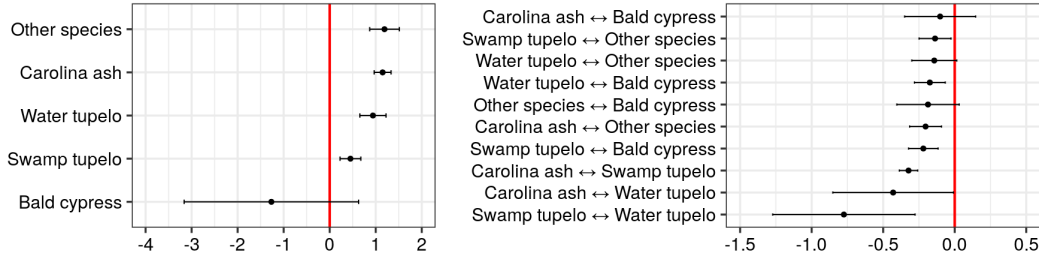 Other species
Carolina ash
Water tupelo
Swamp tupelo
Bald cypress
-4 -3 -2 -1 0 1 2
Carolina ash ↔ Bald cypress
Swamp tupelo ↔ Other species
Water tupelo ↔ Other species
Water tupelo ↔ Bald cypress
Other species ↔ Bald cypress
Carolina ash ↔ Other species
Swamp tupelo ↔ Bald cypress
Carolina ash ↔ Swamp tupelo
Carolina ash ↔ Water tupelo
Swamp tupelo ↔ Water tupelo
-1.5 -1.0 -0.5 0.0 0.5